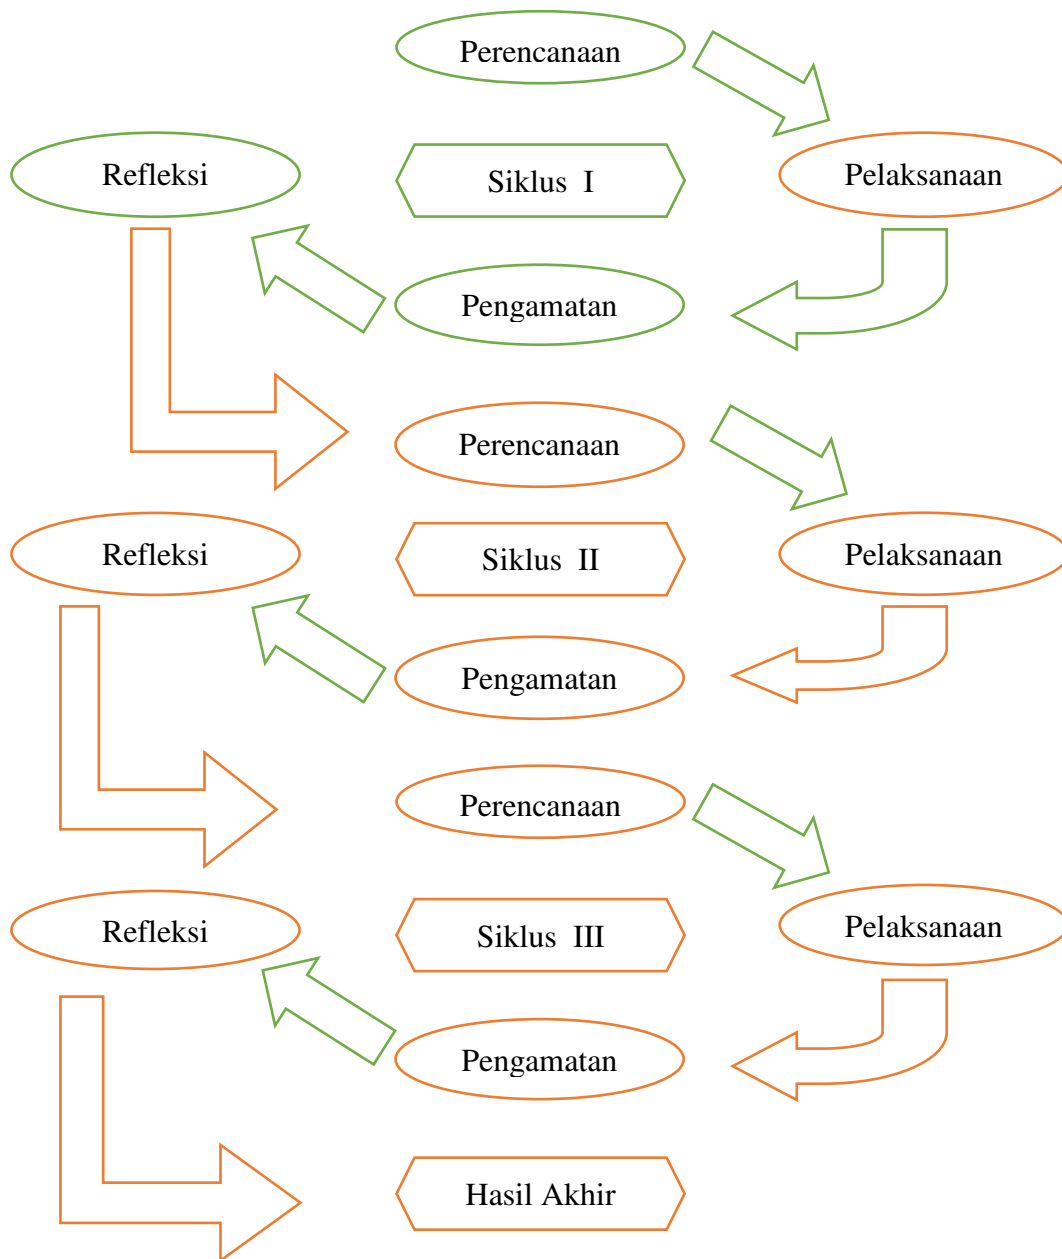 Perencanaan
Refleksi
Siklus I
Pelaksanaan
Pengamatan
Perencanaan
Refleksi
Siklus II
Pelaksanaan
Pengamatan
Perencanaan
Refleksi
Siklus III
Pelaksanaan
Pengamatan
Hasil Akhir